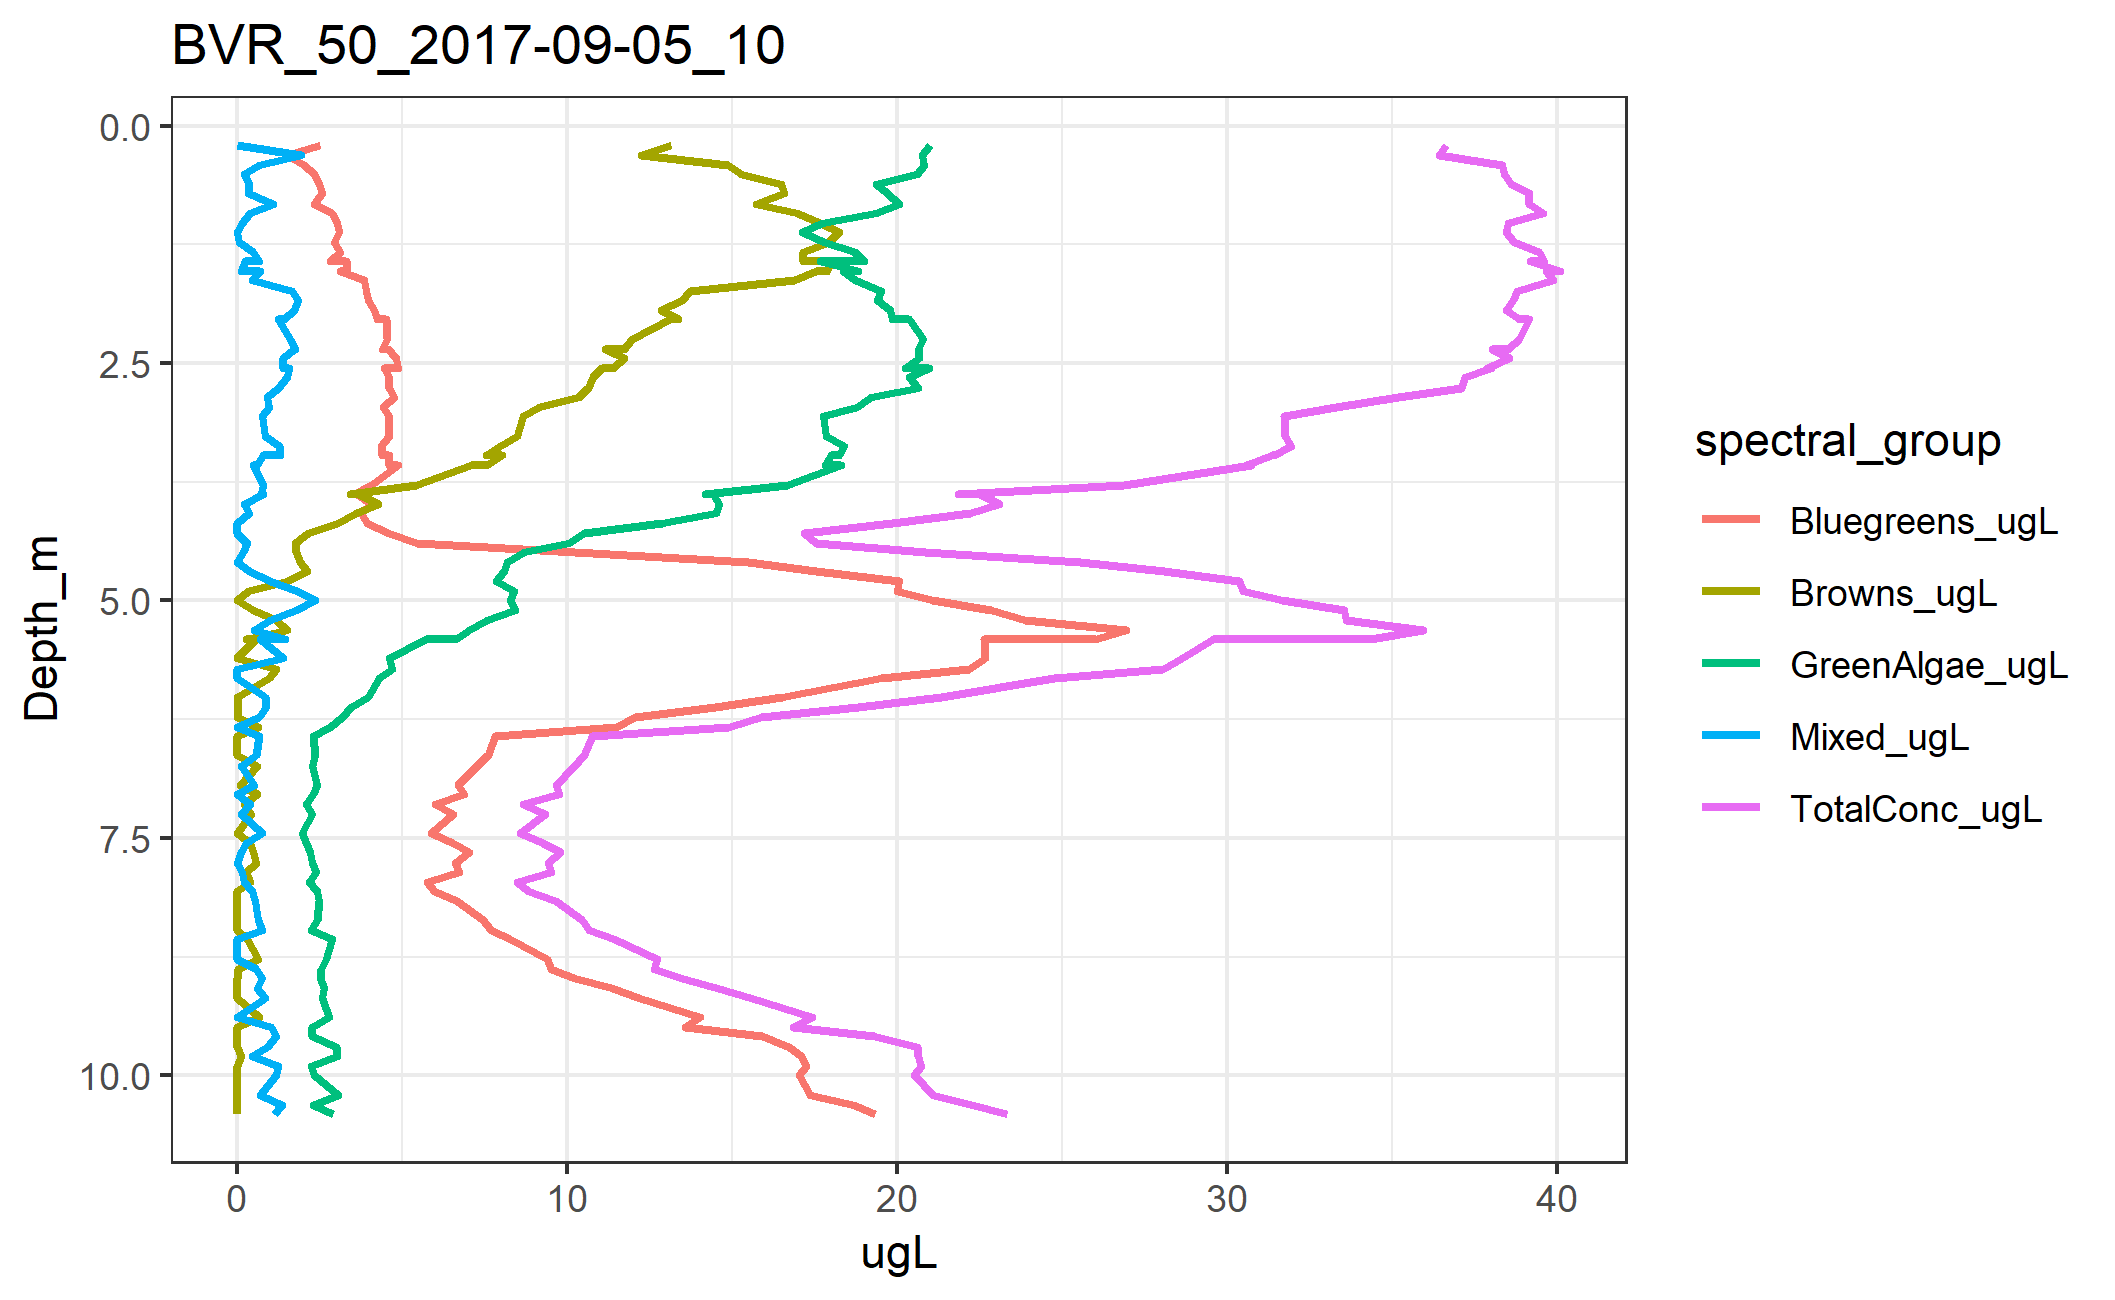 BVR_50_2017-09-05_10
0.0
2.5
5.0
7.5
10.0
Depth_m
0 10 20 30 40
ugL
spectral_group
Bluegreens_ugL
Browns_ugL
GreenAlgae_ugL
Mixed_ugL
TotalConc_ugL